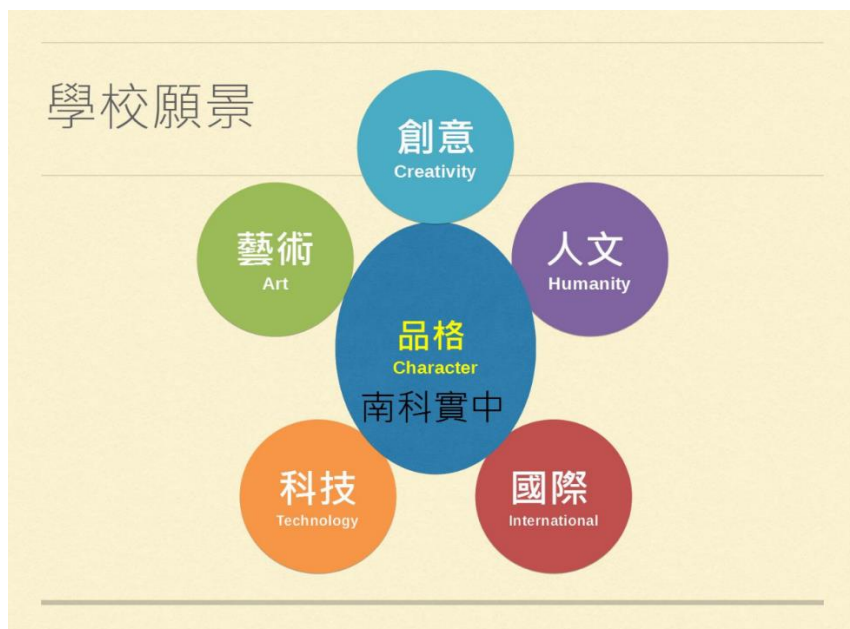 學校願景
創意
Creativity
藝術
Art
人文
Humanity
品格
Character
南科實中
科技
Technology
國際
International